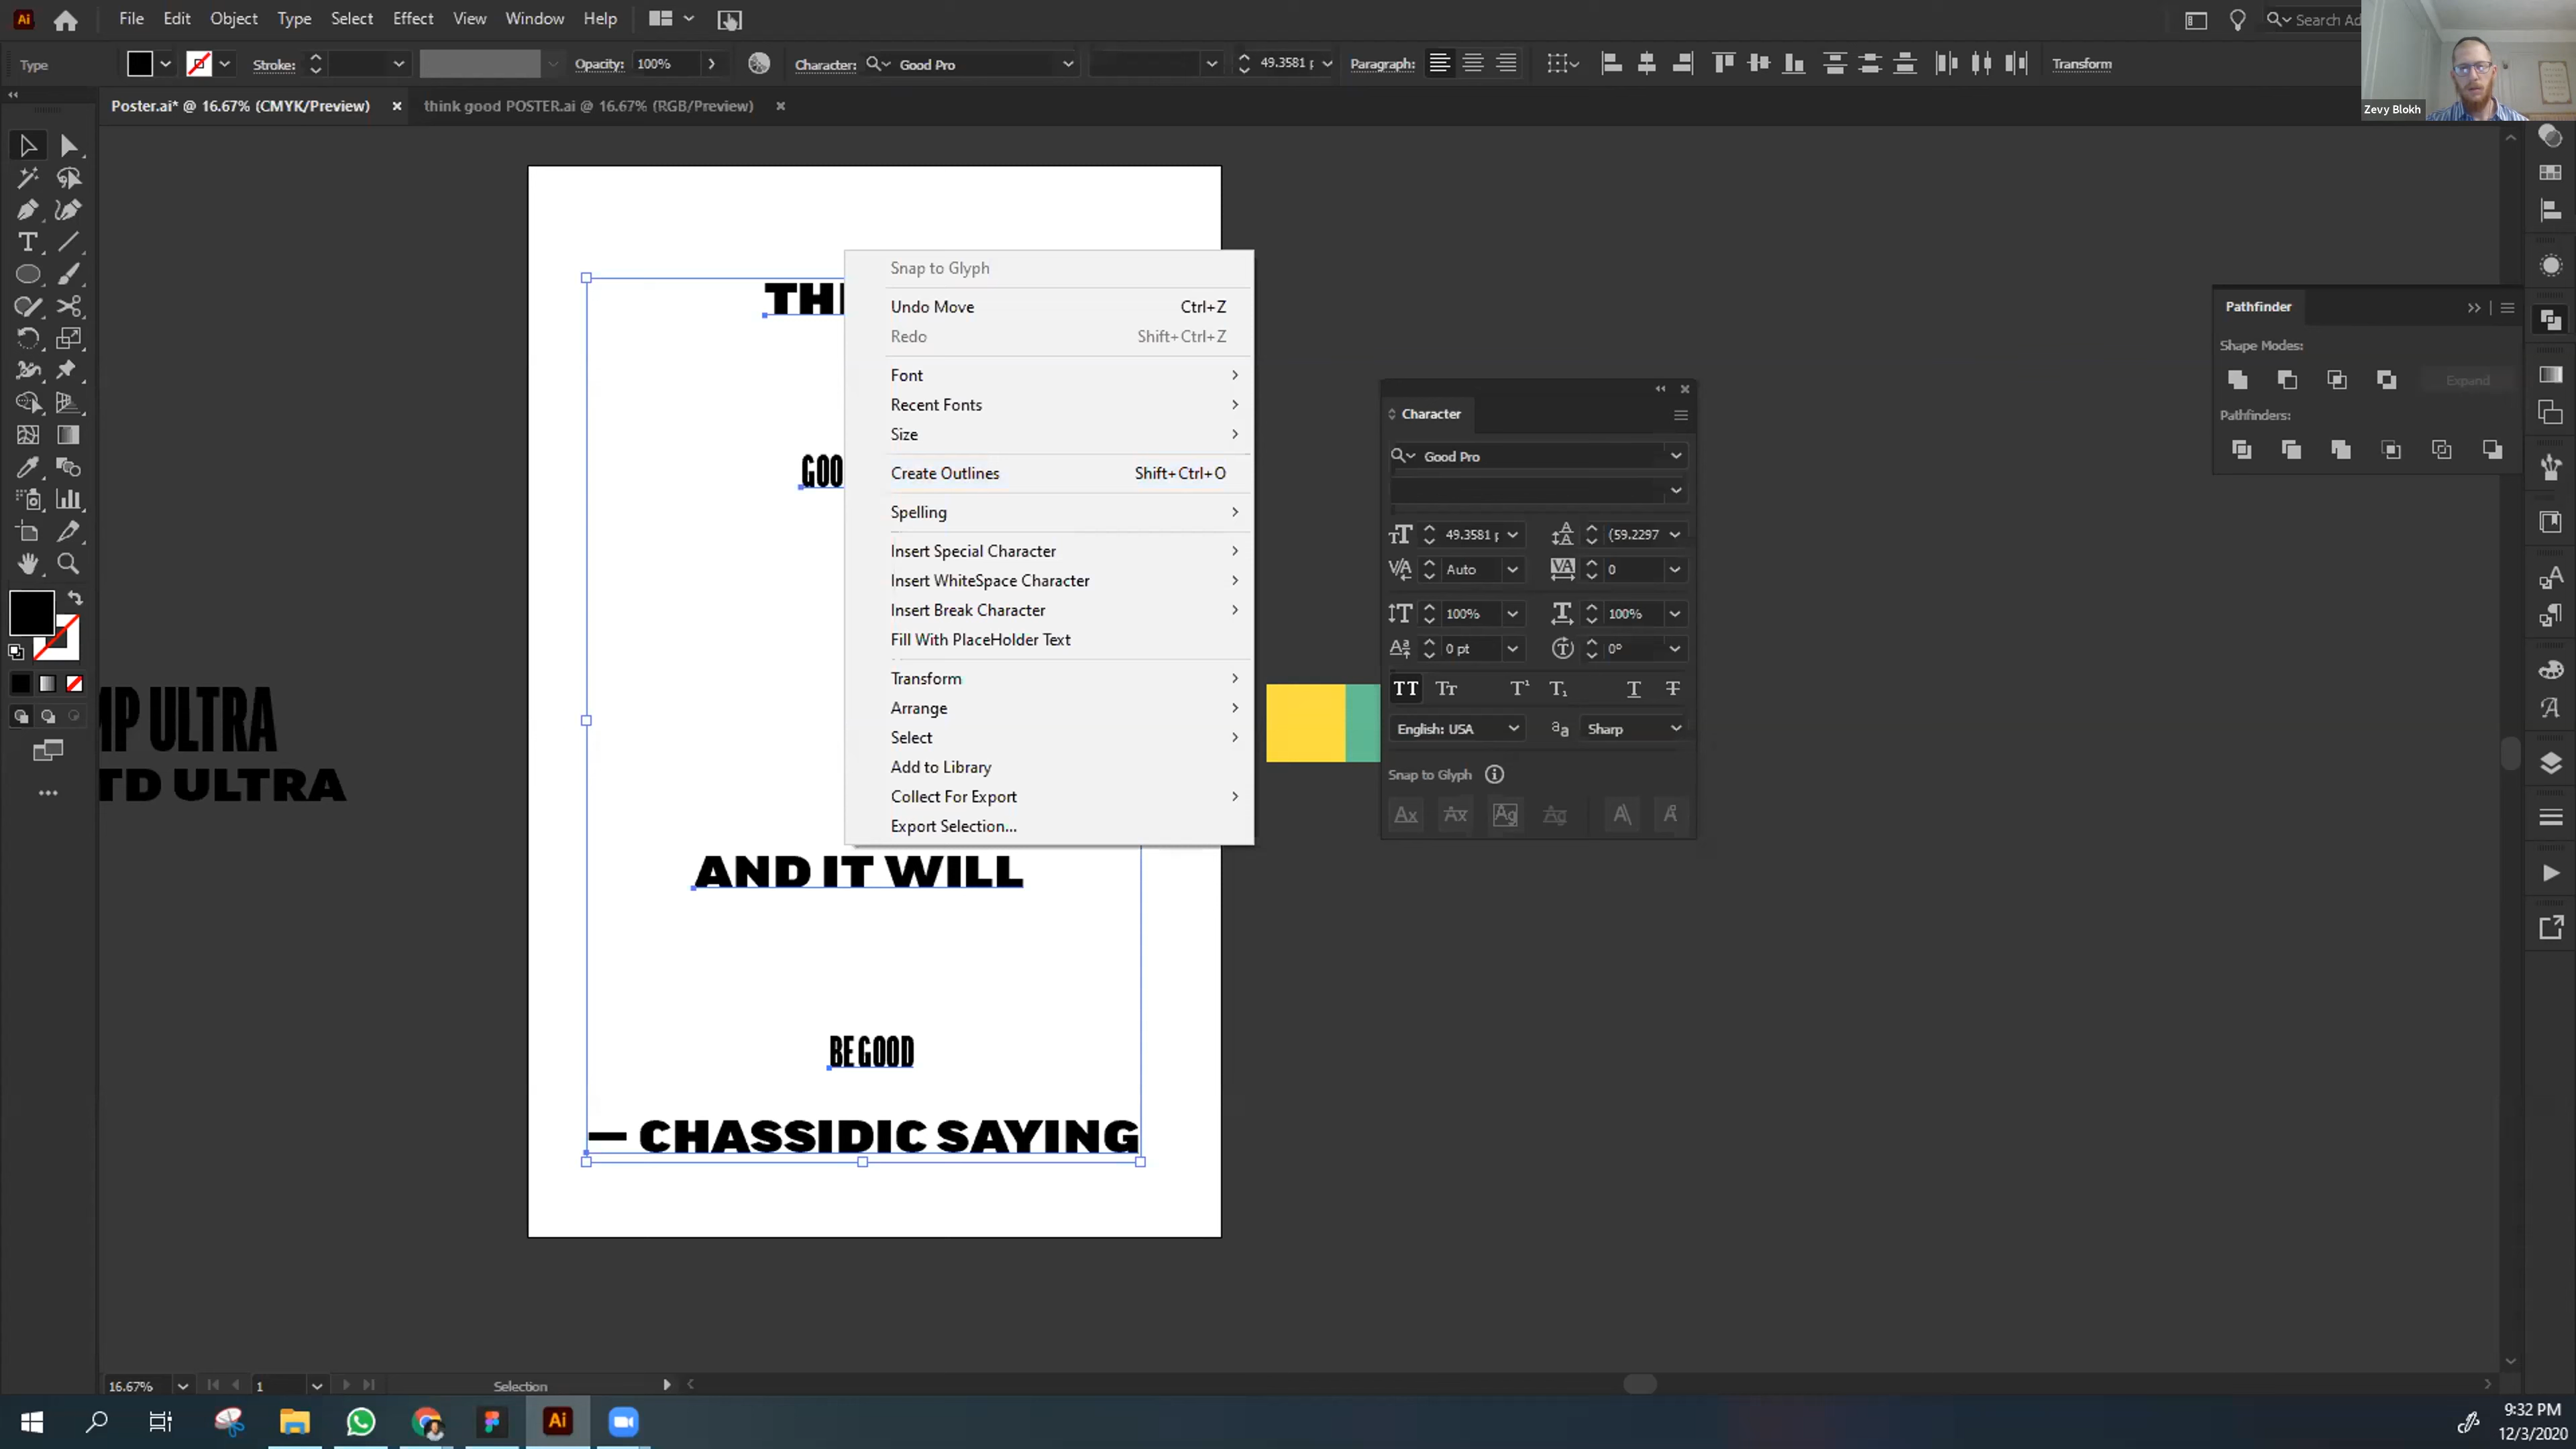 File Edit Object Type Select Effect View Window Help
Search Ad
Type Stroke: Opacity: 100% Character: Good Pro 49.3581 p Paragraph: Transform
Zevy Blokh
Poster.ai* @ 16.67% (CMYK/Preview) × think good POSTER.ai @ 16.67% (RGB/Preview) ×
THI
GOO
AND IT WILL
BE GOOD
— CHASSIDIC SAYING
MP ULTRA
TD ULTRA
Snap to Glyph
Undo Move Ctrl+Z
Redo Shift+Ctrl+Z
Font
Recent Fonts
Size
Create Outlines Shift+Ctrl+O
Spelling
Insert Special Character
Insert WhiteSpace Character
Insert Break Character
Fill With PlaceHolder Text
Transform
Arrange
Select
Add to Library
Collect For Export
Export Selection...
Character
Good Pro
49.3581 p (59.2297
Auto 0
100% 100%
0 pt 0°
English: USA Sharp
Snap to Glyph
Pathfinder
Shape Modes:
Expand
Pathfinders:
16.67% 1 Selection
9:32 PM
12/3/2020